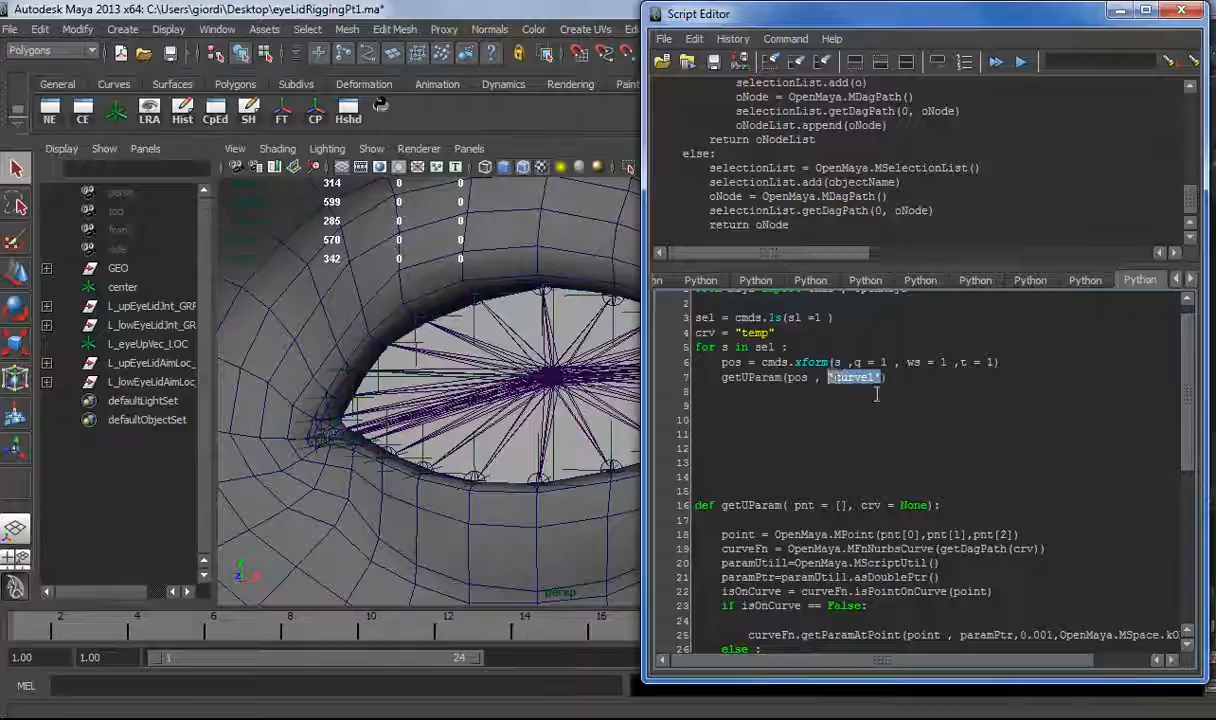 Autodesk Maya 2013 x64: C:\Users\giordi\Desktop\eyeLidRiggingPt1.ma*
File Edit Modify Create Display Window Assets Select Mesh Edit Mesh Proxy Normals Color Create UVs
Polygons
General Curves Surfaces Polygons Subdivs Deformation Animation Dynamics Rendering
NE CE LRA Hist CpEd SH FT CP Hshd
Display Show Panels
View Shading Lighting Show Renderer Panels
persp
top
front
side
GEO
center
L_upEyeLidJnt_GRF
L_lowEyeLidJnt_GR
L_eyeUpVec_LOC
L_upEyeLidAimLoc_
L_lowEyeLidAimLoc_
defaultLightSet
defaultObjectSet
314 0 0
599 0 0
285 0 0
570 0 0
342 0 0
persp
2 4 6 8 10 12 14 16
1.00 1.00 1 24
MEL
Script Editor
File Edit History Command Help
selectionList.add(o)
oNode = OpenMaya.MDagPath()
selectionList.getDagPath(0, oNode)
oNodeList.append(oNode)
return oNodeList
else:
selectionList = OpenMaya.MSelectionList()
selectionList.add(objectName)
oNode = OpenMaya.MDagPath()
selectionList.getDagPath(0, oNode)
return oNode
Python Python Python Python Python Python Python Python Python
2
3 sel = cmds.ls(sl =1 )
4 crv = "temp"
5 for s in sel :
6 pos = cmds.xform(s ,q = 1 , ws = 1 ,t = 1)
7 getUParam(pos , 'curve1')
8
9
10
11
12
13
14
15
16 def getUParam( pnt = [], crv = None):
17
18 point = OpenMaya.MPoint(pnt[0],pnt[1],pnt[2])
19 curveFn = OpenMaya.MFnNurbsCurve(getDagPath(crv))
20 paramUtill=OpenMaya.MScriptUtil()
21 paramPtr=paramUtill.asDoublePtr()
22 isOnCurve = curveFn.isPointOnCurve(point)
23 if isOnCurve == False:
24
25 curveFn.getParamAtPoint(point , paramPtr,0.001,OpenMaya.MSpace.kO
26 else :